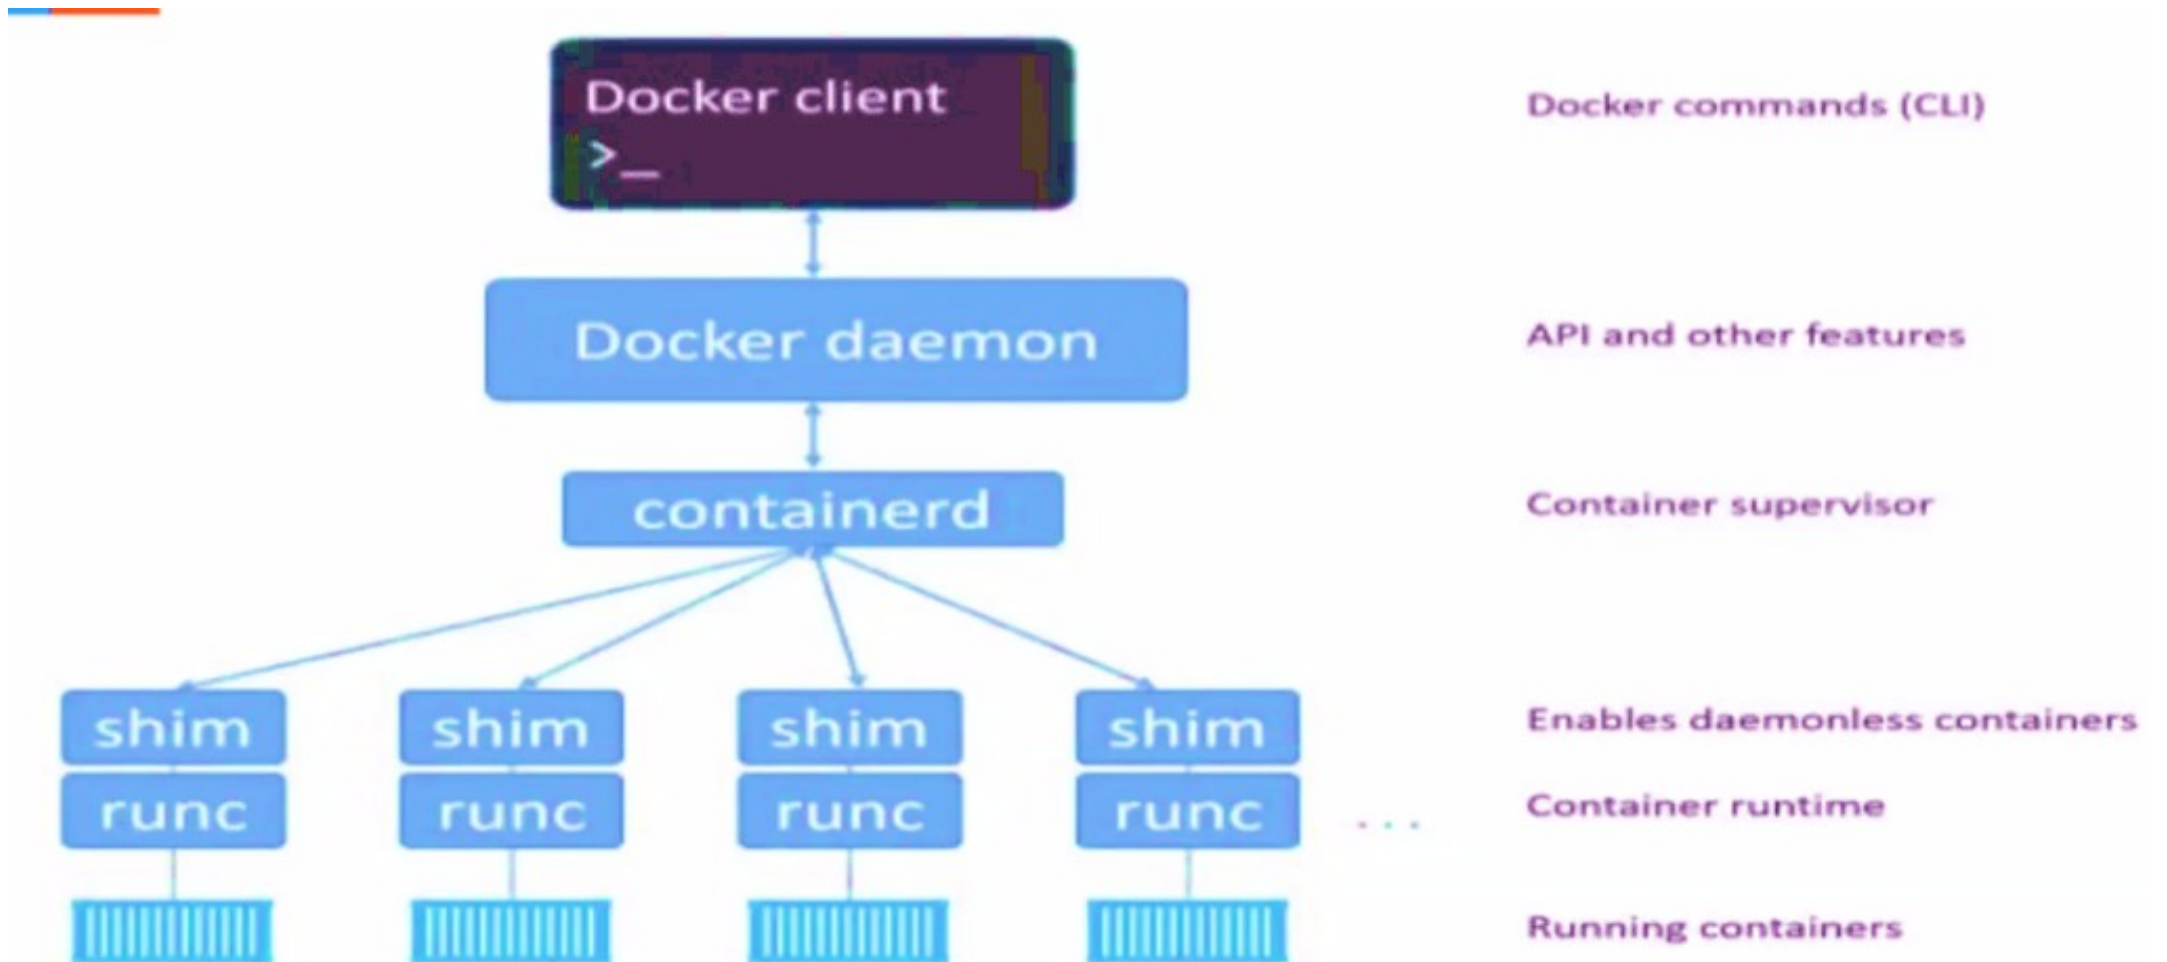 Docker client
>_
Docker commands (CLI)
Docker daemon
API and other features
containerd
Container supervisor
shim shim shim shim
Enables daemonless containers
runc runc runc runc
...
Container runtime
Running containers